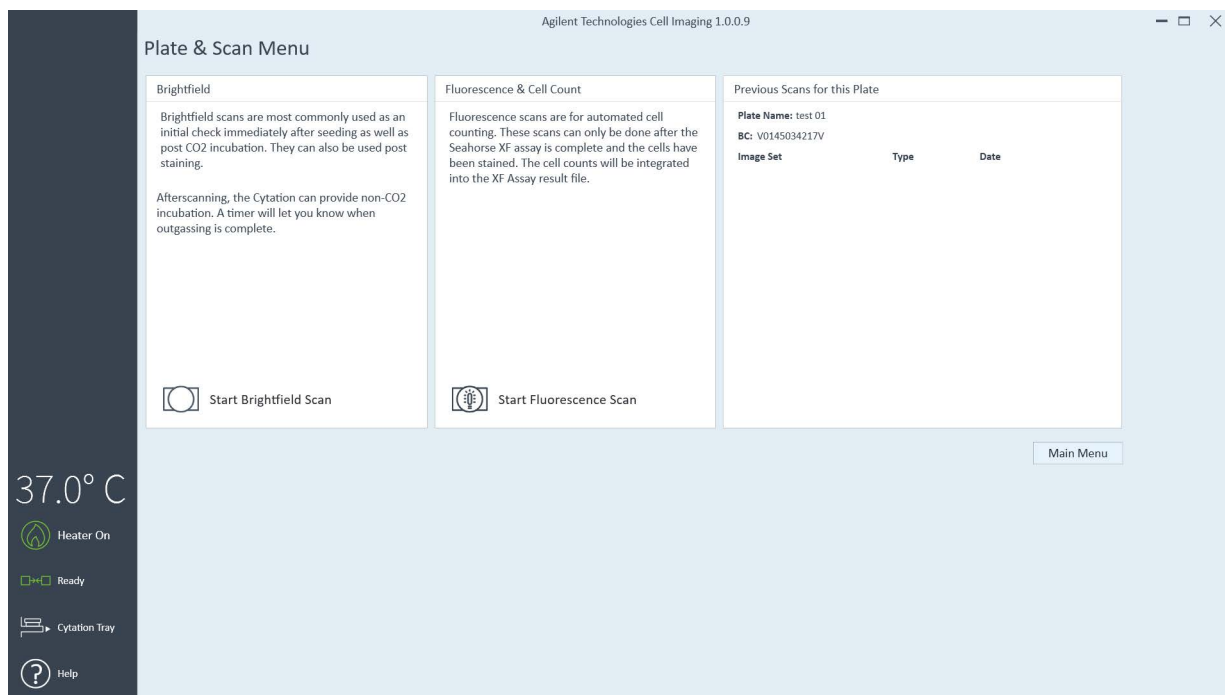 Agilent Technologies Cell Imaging 1.0.0.9
Plate & Scan Menu
Brightfield
Brightfield scans are most commonly used as an
initial check immediately after seeding as well as
post CO2 incubation. They can also be used post
staining.
Afterscanning, the Cytation can provide non-CO2
incubation. A timer will let you know when
outgassing is complete.
Start Brightfield Scan
Fluorescence & Cell Count
Fluorescence scans are for automated cell
counting. These scans can only be done after the
Seahorse XF assay is complete and the cells have
been stained. The cell counts will be integrated
into the XF Assay result file.
Start Fluorescence Scan
Previous Scans for this Plate
Plate Name: test 01
BC: V0145034217V
Image Set Type Date
Main Menu
37.0° C
Heater On
Ready
Cytation Tray
? Help